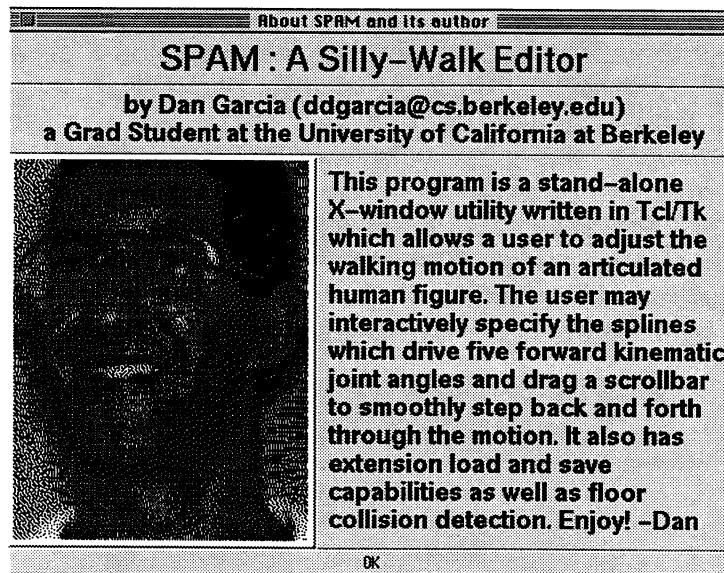 About SPAM and its author
SPAM : A Silly–Walk Editor
by Dan Garcia (ddgarcia@cs.berkeley.edu)
a Grad Student at the University of California at Berkeley
This program is a stand–alone
X–window utility written in Tcl/Tk
which allows a user to adjust the
walking motion of an articulated
human figure. The user may
interactively specify the splines
which drive five forward kinematic
joint angles and drag a scrollbar
to smoothly step back and forth
through the motion. It also has
extension load and save
capabilities as well as floor
collision detection. Enjoy! –Dan
OK